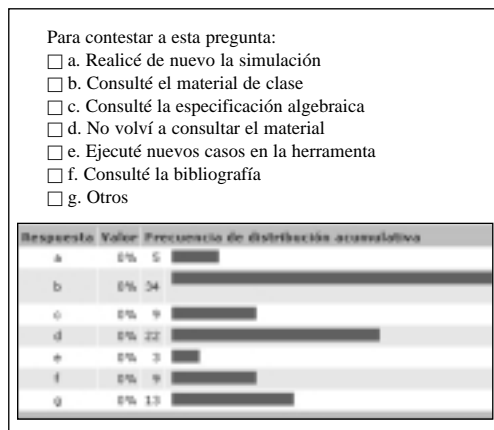 Para contestar a esta pregunta:
a. Realicé de nuevo la simulación
b. Consulté el material de clase
c. Consulté la especificación algebraica
d. No volví a consultar el material
e. Ejecuté nuevos casos en la herramenta
f. Consulté la bibliografía
g. Otros
Respuesta Valor Frecuencia de distribución acumulativa
a 0% 5
b 0% 34
c 0% 9
d 0% 22
e 0% 3
f 0% 9
g 0% 13